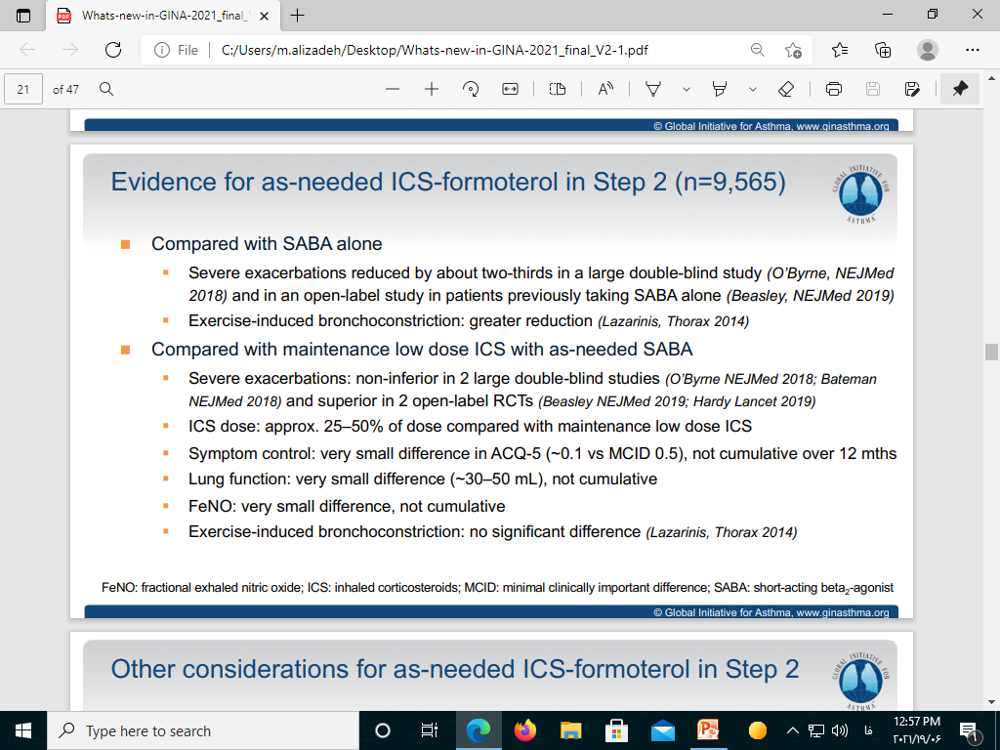 Whats-new-in-GINA-2021_final_
File
C:/Users/m.alizadeh/Desktop/Whats-new-in-GINA-2021_final_V2-1.pdf
21 of 47
© Global Initiative for Asthma, www.ginasthma.org
Evidence for as-needed ICS-formoterol in Step 2 (n=9,565)
GLOBAL INITIATIVE FOR ASTHMA
Compared with SABA alone
Severe exacerbations reduced by about two-thirds in a large double-blind study (O’Byrne, NEJMed
2018) and in an open-label study in patients previously taking SABA alone (Beasley, NEJMed 2019)
Exercise-induced bronchoconstriction: greater reduction (Lazarinis, Thorax 2014)
Compared with maintenance low dose ICS with as-needed SABA
Severe exacerbations: non-inferior in 2 large double-blind studies (O’Byrne NEJMed 2018; Bateman
NEJMed 2018) and superior in 2 open-label RCTs (Beasley NEJMed 2019; Hardy Lancet 2019)
ICS dose: approx. 25–50% of dose compared with maintenance low dose ICS
Symptom control: very small difference in ACQ-5 (~0.1 vs MCID 0.5), not cumulative over 12 mths
Lung function: very small difference (~30–50 mL), not cumulative
FeNO: very small difference, not cumulative
Exercise-induced bronchoconstriction: no significant difference (Lazarinis, Thorax 2014)
FeNO: fractional exhaled nitric oxide; ICS: inhaled corticosteroids; MCID: minimal clinically important difference; SABA: short-acting beta₂-agonist
© Global Initiative for Asthma, www.ginasthma.org
Other considerations for as-needed ICS-formoterol in Step 2
GLOBAL INITIATIVE FOR ASTHMA
Type here to search
فا
12:57 PM
٢٠٢١/١٩/٠۶
1